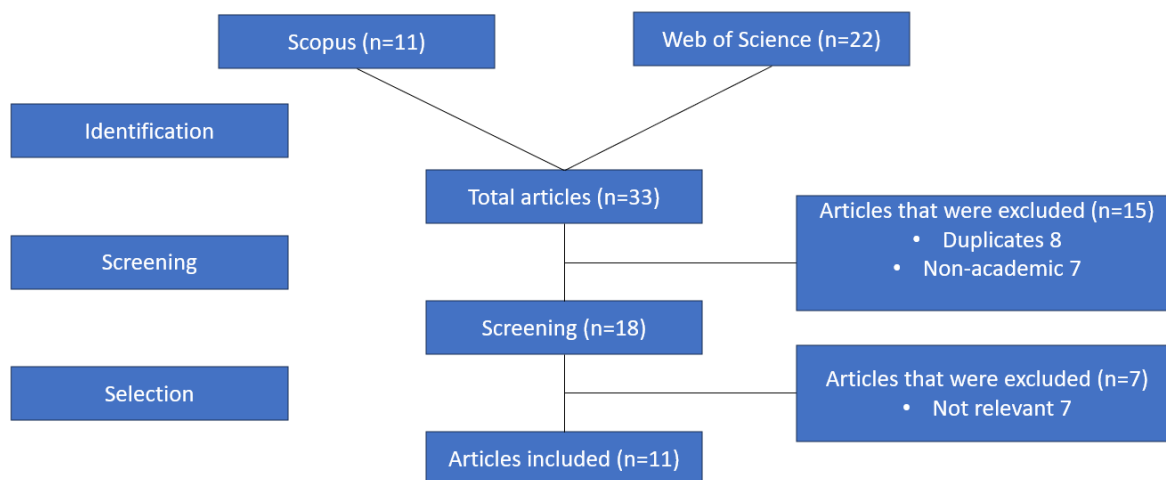 Scopus (n=11)
Web of Science (n=22)
Identification
Total articles (n=33)
Articles that were excluded (n=15)
• Duplicates 8
• Non-academic 7
Screening
Screening (n=18)
Articles that were excluded (n=7)
• Not relevant 7
Selection
Articles included (n=11)